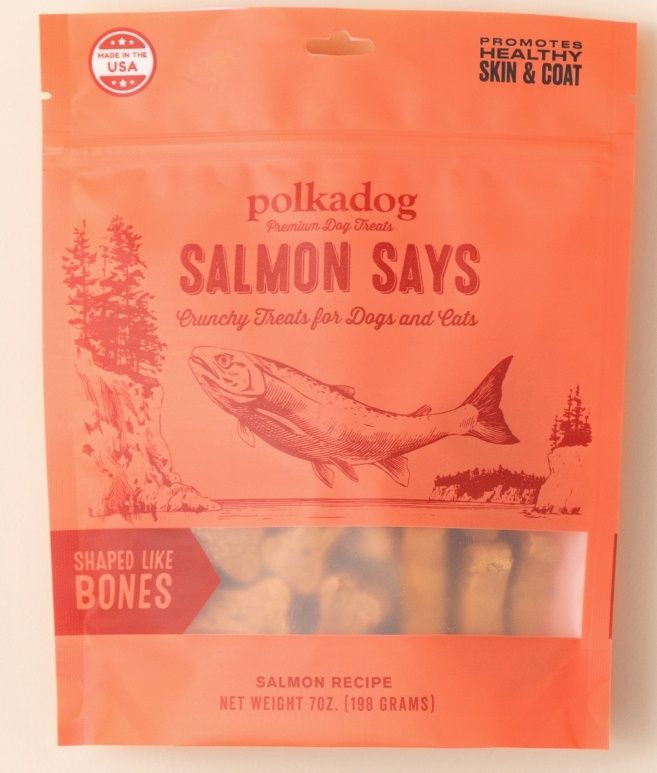 MADE IN THE
USA
PROMOTES
HEALTHY
SKIN & COAT
polkadog
Premium Dog Treats
SALMON SAYS
Crunchy Treats for Dogs and Cats
SHAPED LIKE
BONES
SALMON RECIPE
NET WEIGHT 7OZ. (198 GRAMS)